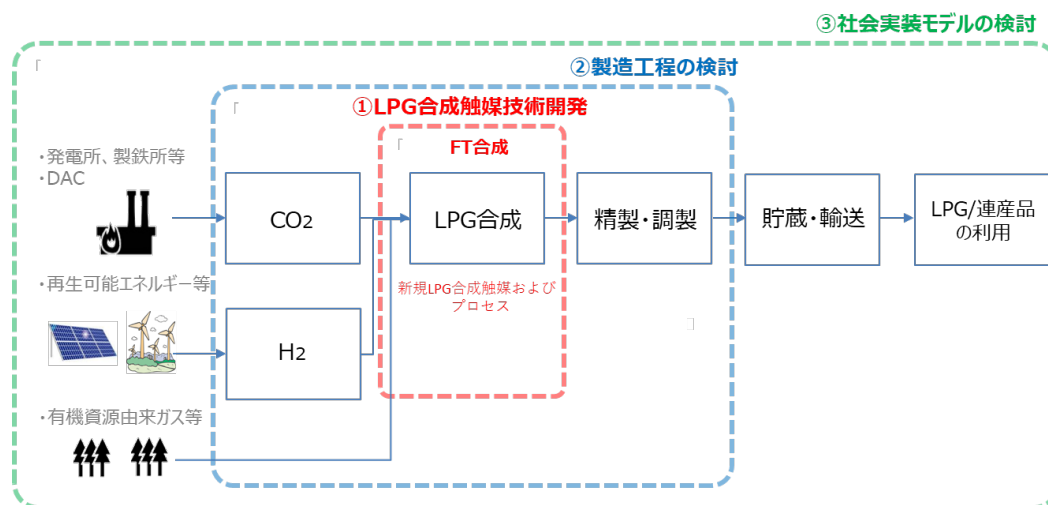 ③社会実装モデルの検討
②製造工程の検討
①LPG合成触媒技術開発
FT合成
・発電所、製鉄所等
・DAC
CO2
LPG合成
精製・調製
貯蔵・輸送
LPG/連産品
の利用
新規LPG合成触媒および
プロセス
・再生可能エネルギー等
H2
・有機資源由来ガス等